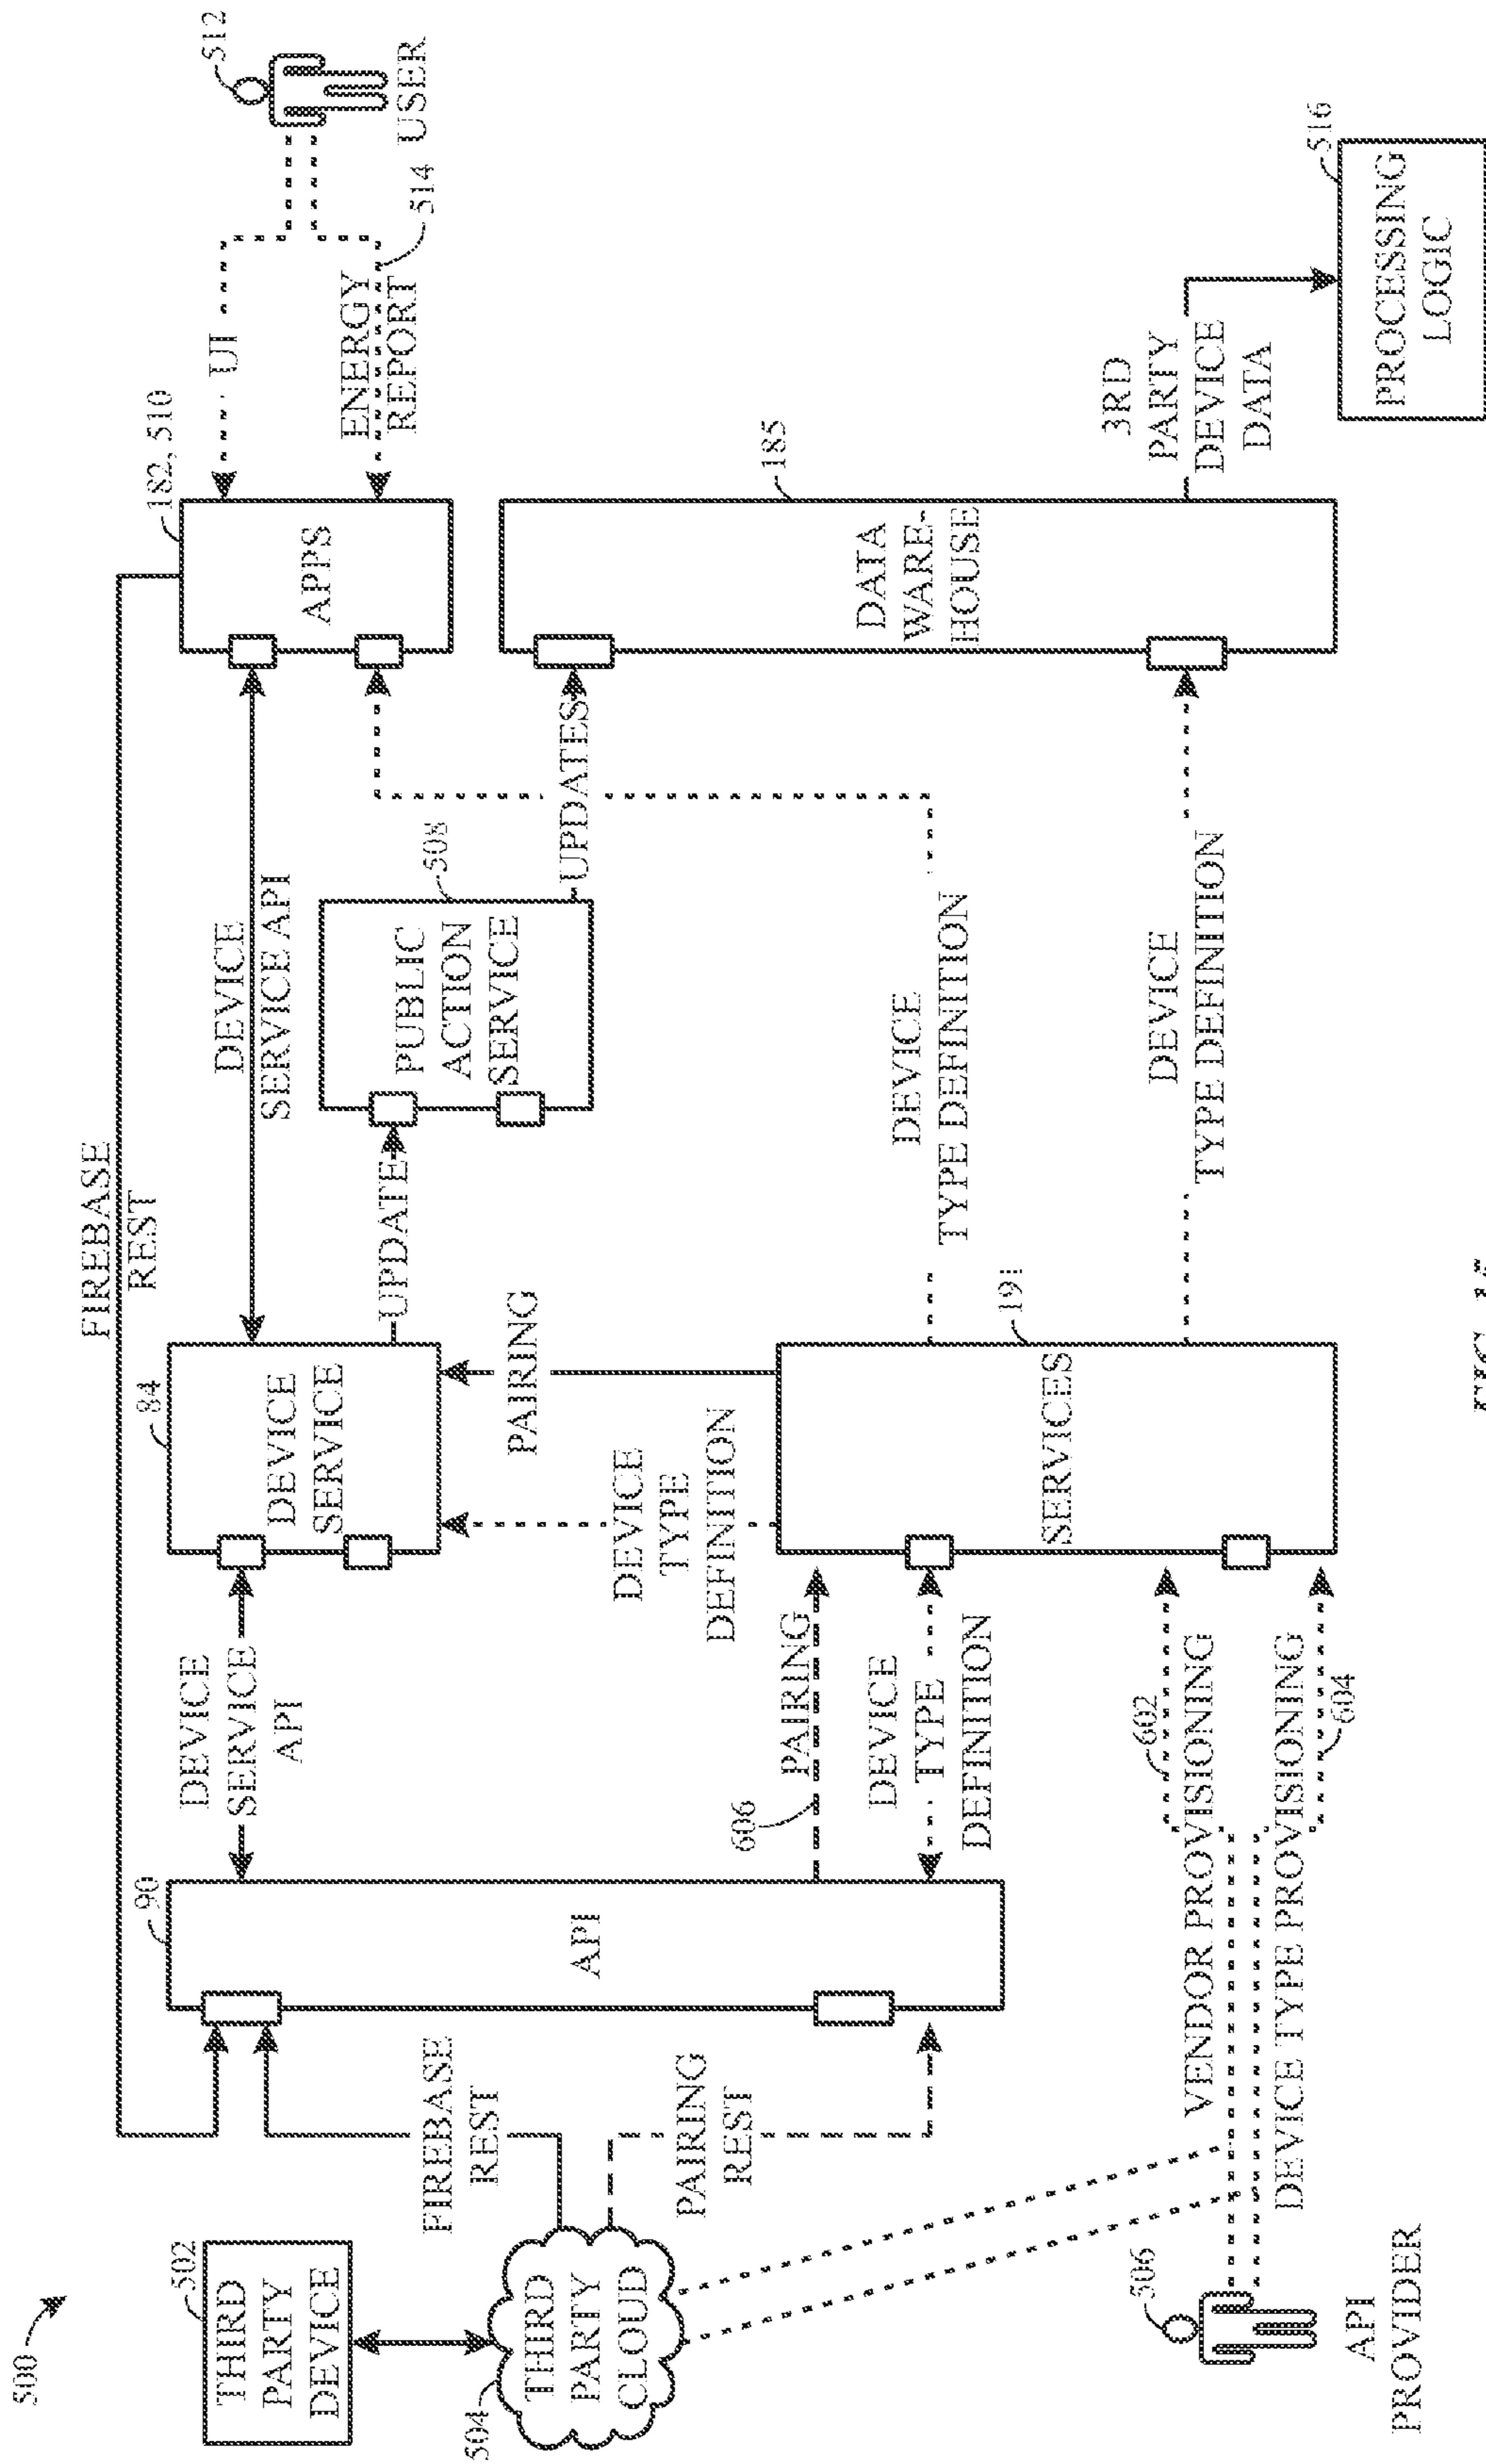 500
THIRD
PARTY
DEVICE
502
THIRD
PARTY
CLOUD
504
FIREBASE
REST
FIREBASE
REST
PAIRING
REST
API
90
DEVICE
SERVICE
API
DEVICE
SERVICE
84
DEVICE
SERVICE API
UPDATE
PUBLIC
ACTION
SERVICE
508
UPDATES
APPS
182, 510
UI
ENERGY
REPORT
514
USER
512
PAIRING
606
DEVICE
TYPE
DEFINITION
DEVICE
TYPE
DEFINITION
PAIRING
SERVICES
191
DEVICE
TYPE DEFINITION
DEVICE
TYPE DEFINITION
DATA
WARE-
HOUSE
185
3RD
PARTY
DEVICE
DATA
PROCESSING
LOGIC
516
VENDOR PROVISIONING
602
DEVICE TYPE PROVISIONING
604
506
API
PROVIDER